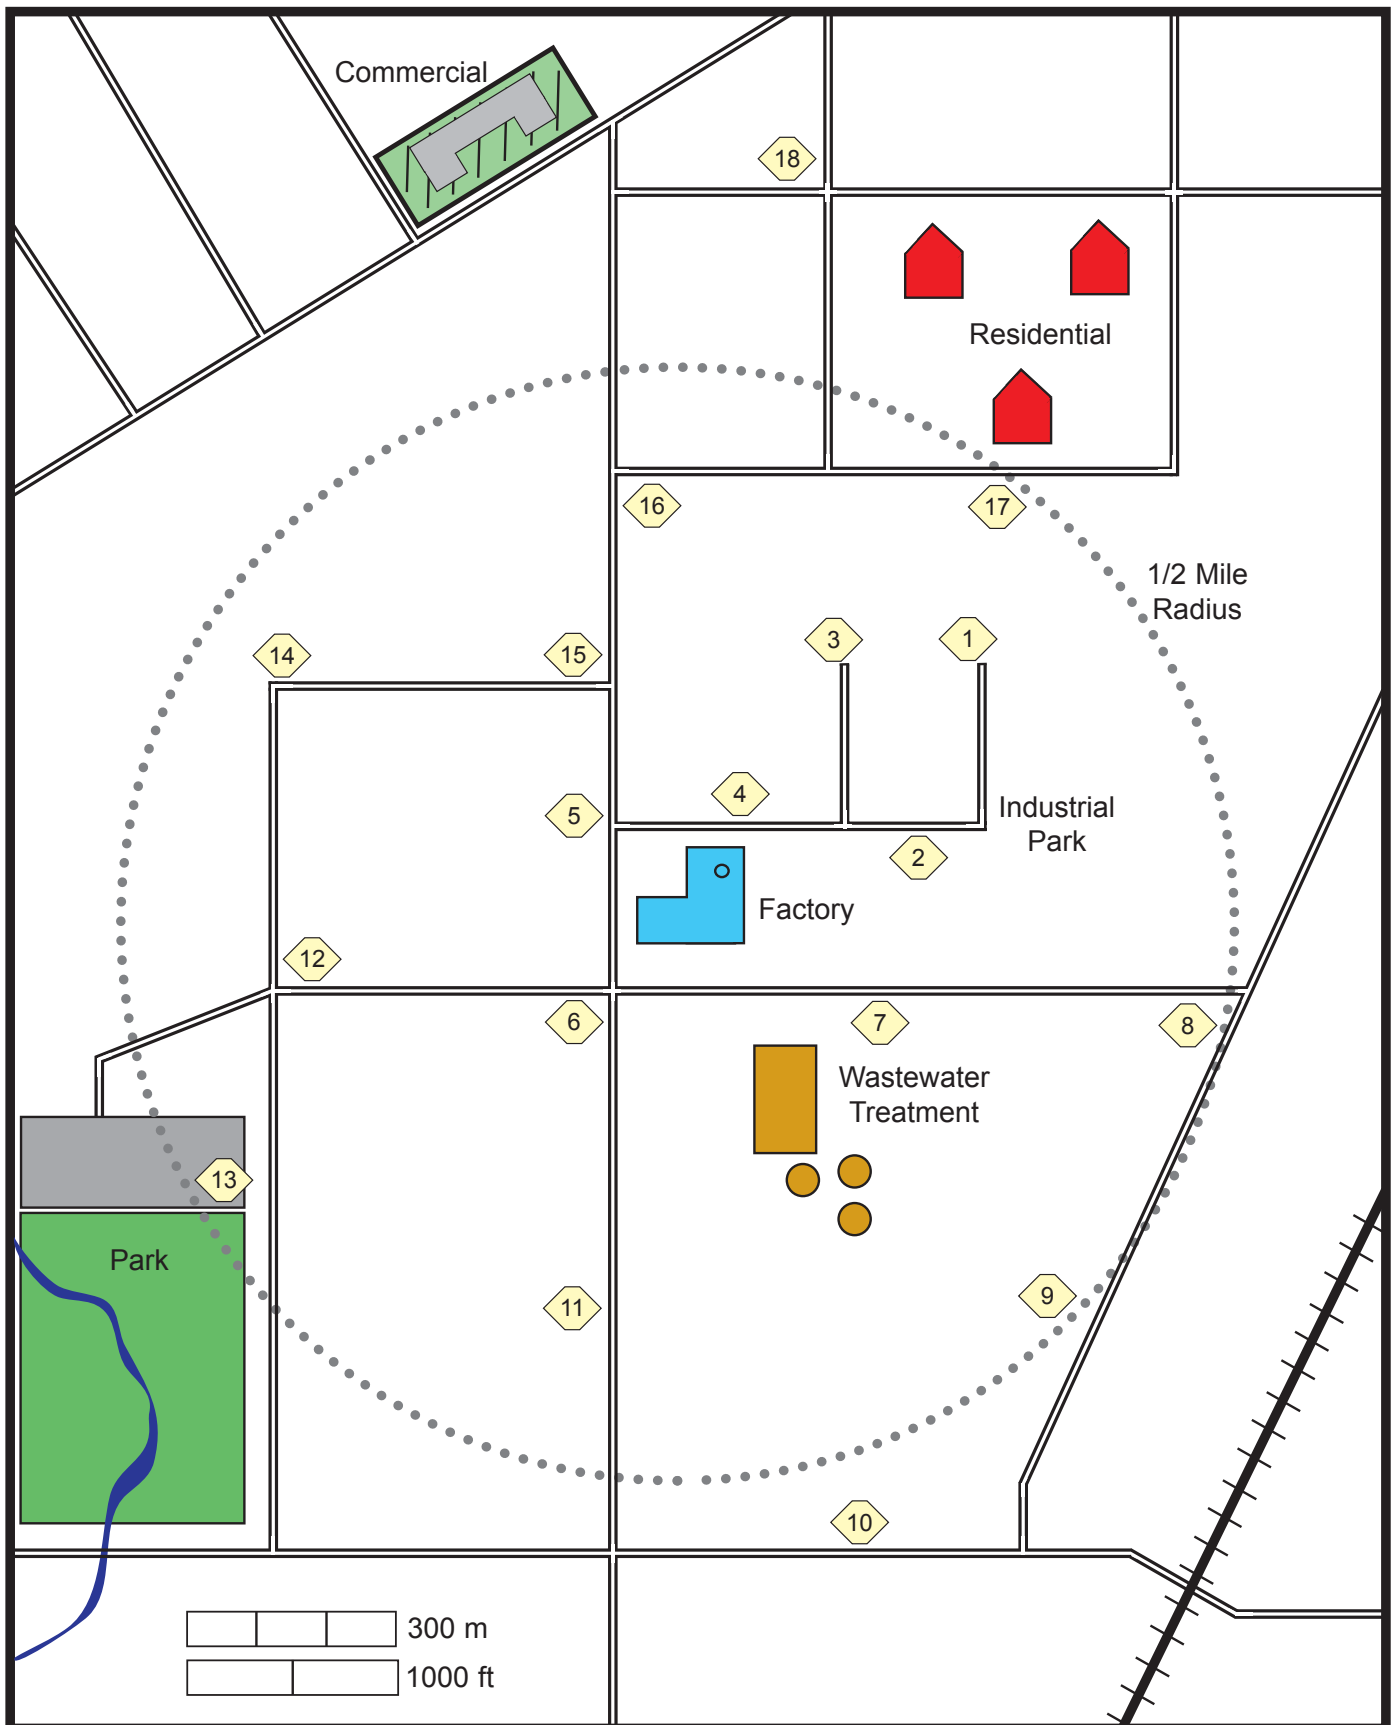 Commercial
18
Residential
16
17
1/2 Mile
Radius
14
15
3
1
4
5
Industrial
Park
2
Factory
12
6
7
8
Wastewater
Treatment
13
Park
11
9
10
300 m
1000 ft